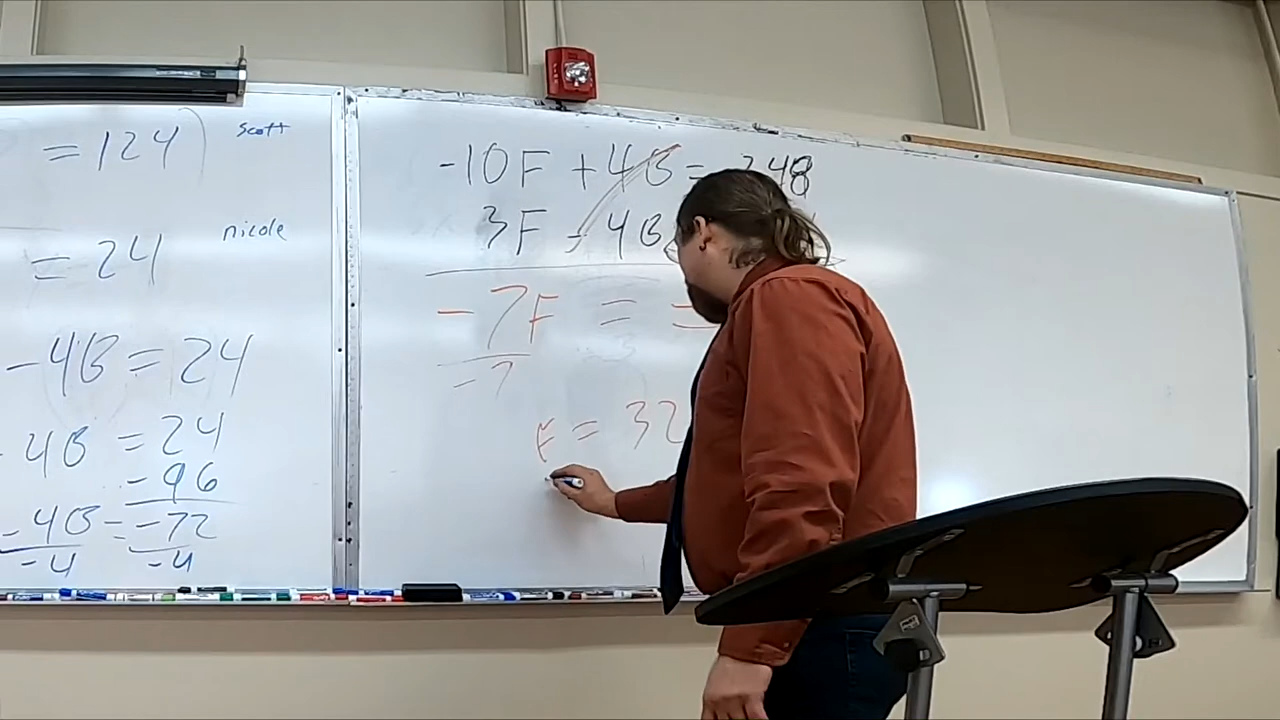 = 124)
Scott
= 24
nicole
-4B = 24
4B = 24
- 96
-4B = -72
-4 -4
-10F + 4B = 248
3F - 4B
-7F =
-7
F = 32
FIRE